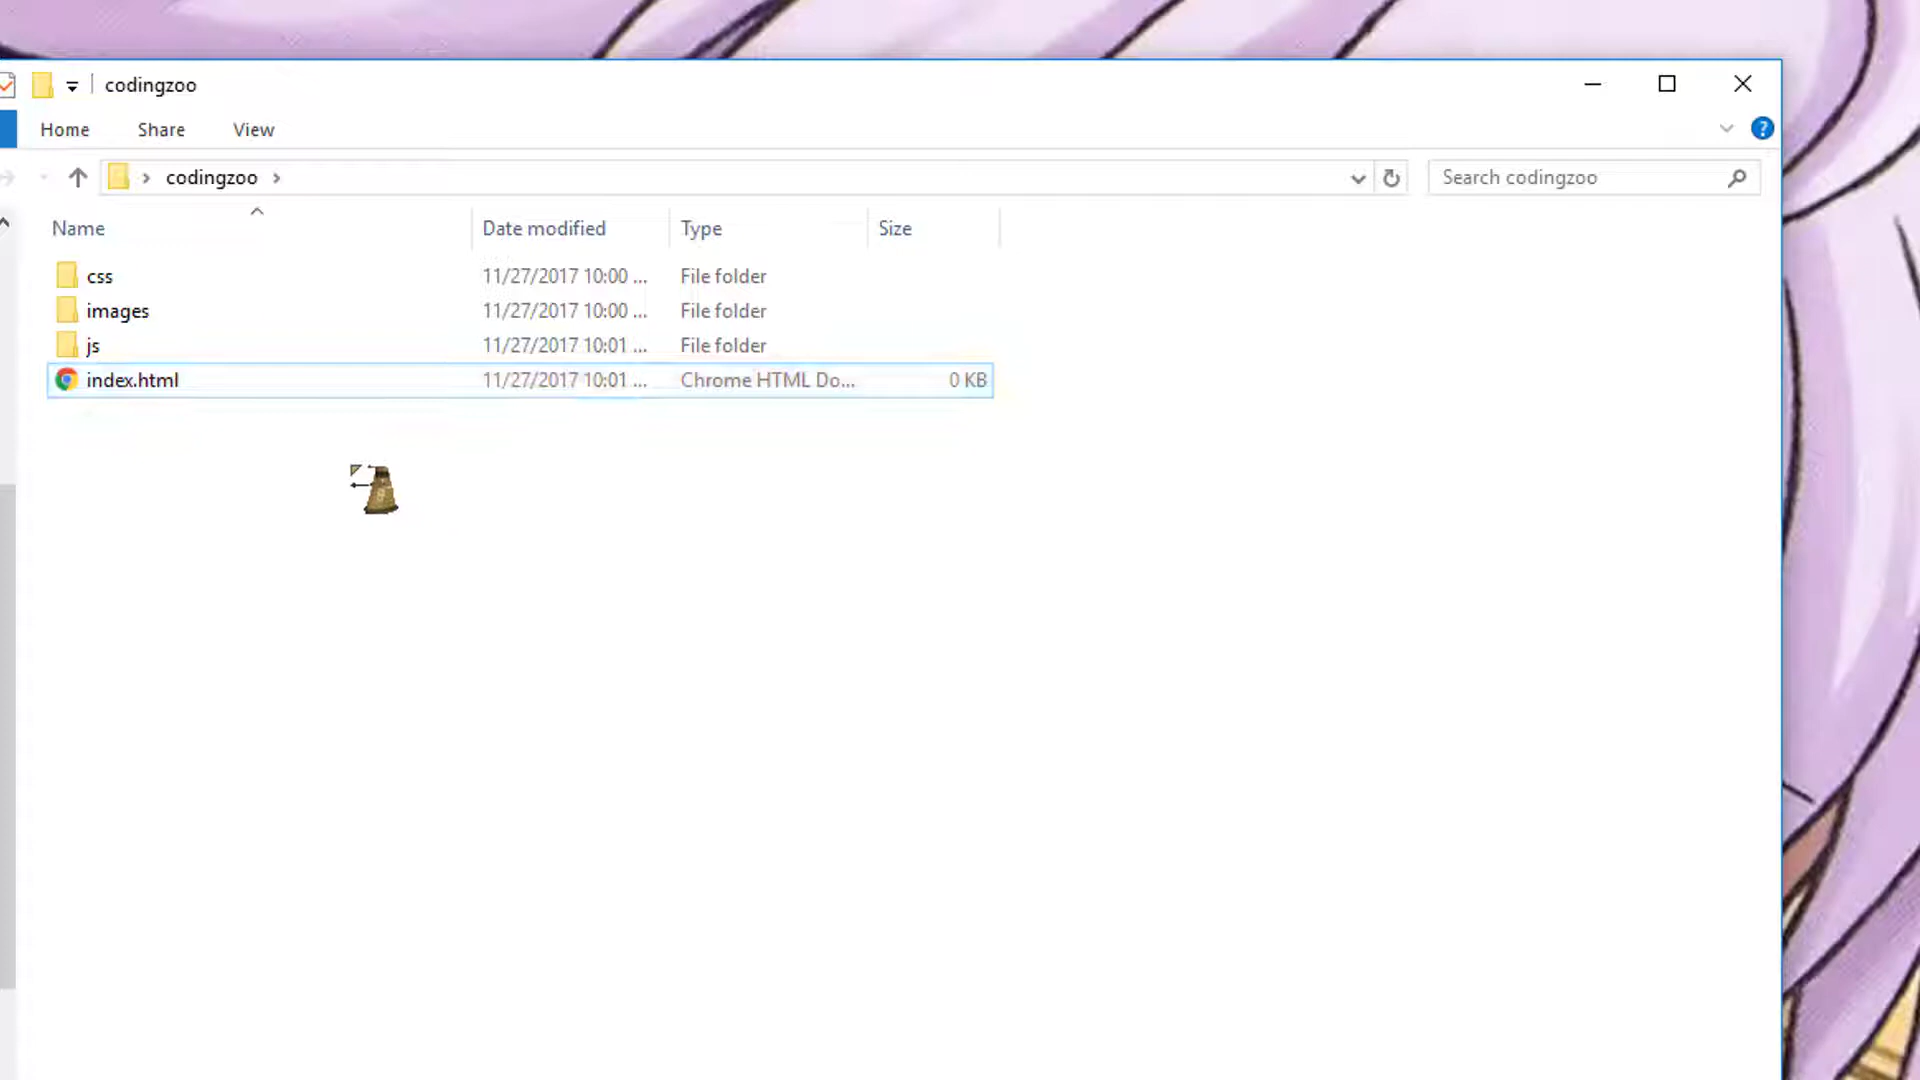 codingzoo
Home Share View
?
codingzoo
Search codingzoo
Name Date modified Type Size
css 11/27/2017 10:00 ... File folder
images 11/27/2017 10:00 ... File folder
js 11/27/2017 10:01 ... File folder
index.html 11/27/2017 10:01 ... Chrome HTML Do... 0 KB